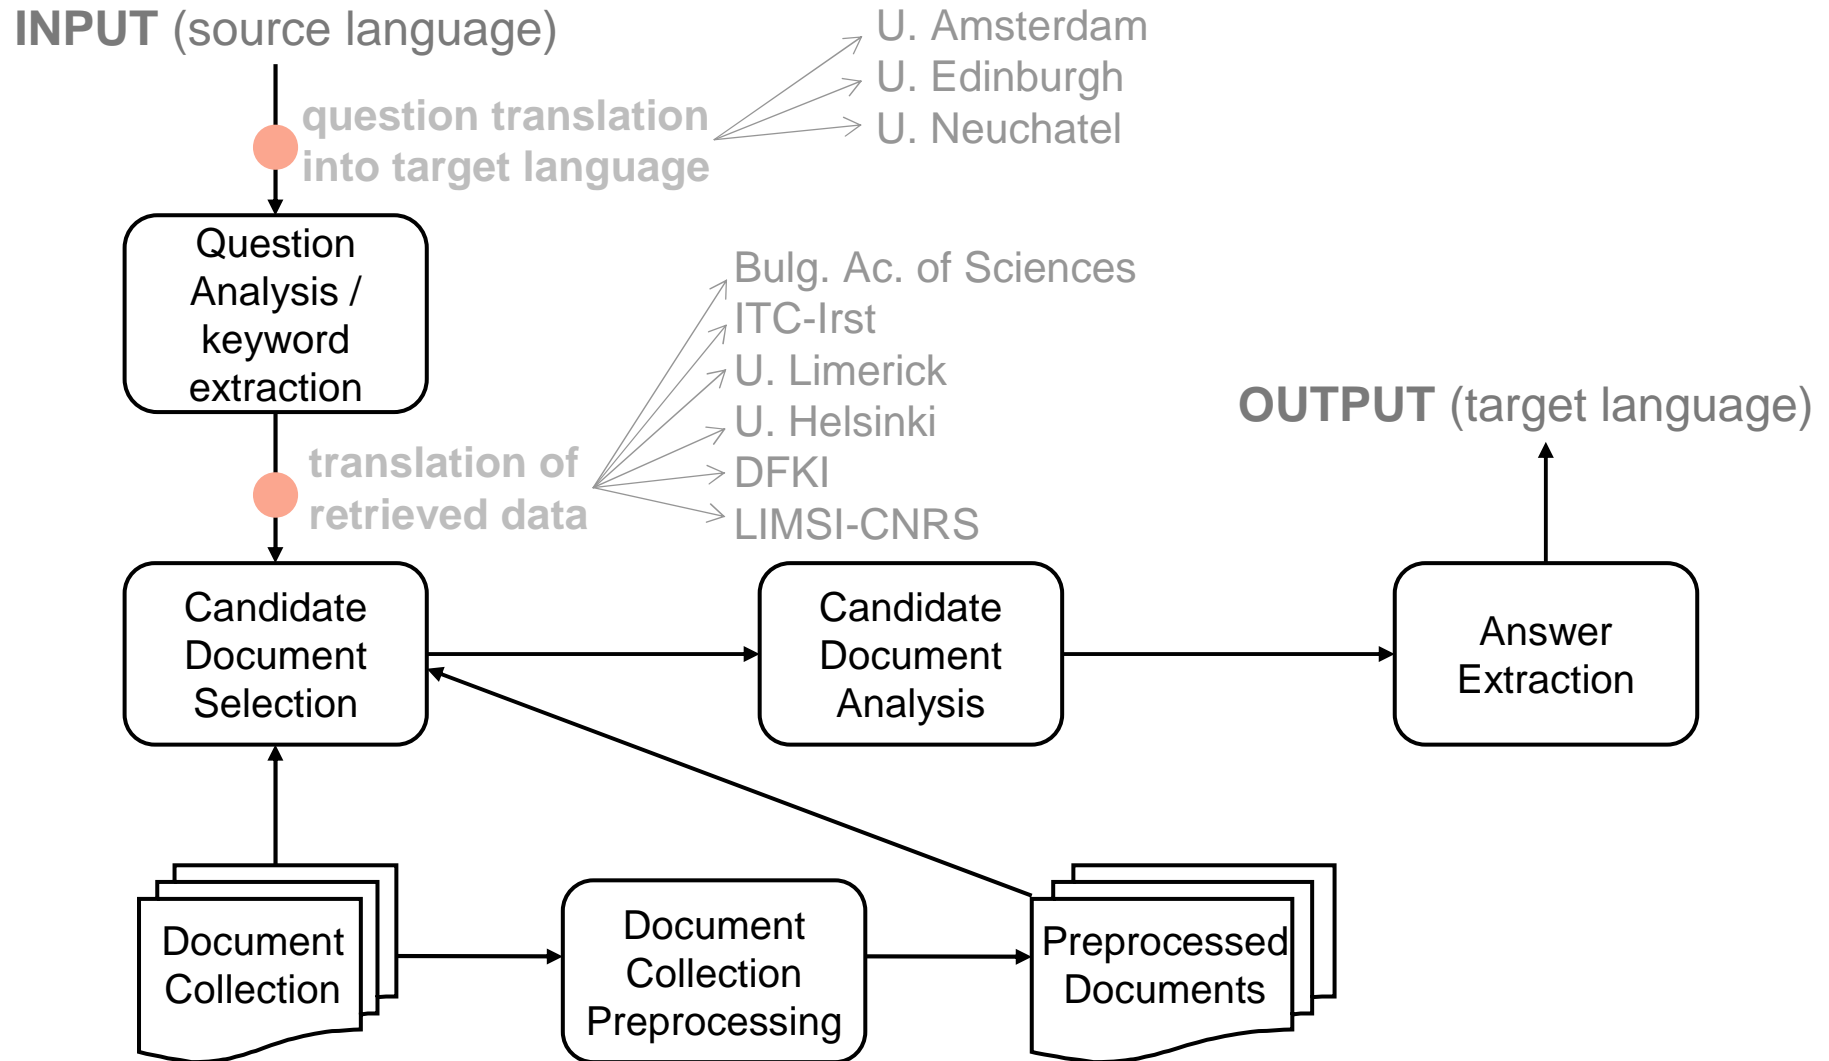 INPUT (source language)
U. Amsterdam
U. Edinburgh
U. Neuchatel
question translation
into target language
Question
Analysis /
keyword
extraction
Bulg. Ac. of Sciences
ITC-Irst
U. Limerick
U. Helsinki
DFKI
LIMSI-CNRS
translation of
retrieved data
OUTPUT (target language)
Candidate
Document
Selection
Candidate
Document
Analysis
Answer
Extraction
Document
Collection
Document
Collection
Preprocessing
Preprocessed
Documents